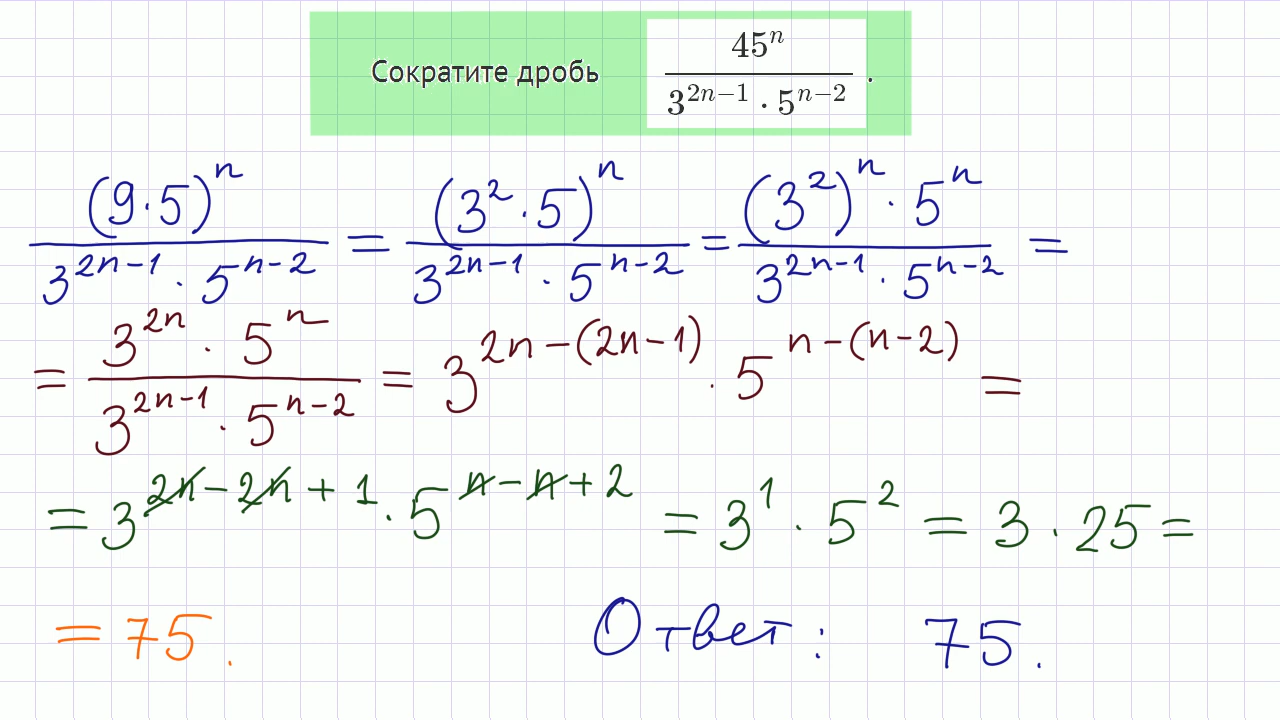 Сократите дробь 45^n / (3^(2n−1) · 5^(n−2)) .
(9·5)^n / (3^(2n−1) · 5^(n−2)) = (3^2·5)^n / (3^(2n−1) · 5^(n−2)) = (3^2)^n · 5^n / (3^(2n−1) · 5^(n−2)) =
= 3^(2n) · 5^n / (3^(2n−1) · 5^(n−2)) = 3^(2n−(2n−1)) · 5^(n−(n−2)) =
= 3^(2n−2n+1) · 5^(n−n+2) = 3^1 · 5^2 = 3 · 25 =
= 75. Ответ: 75.